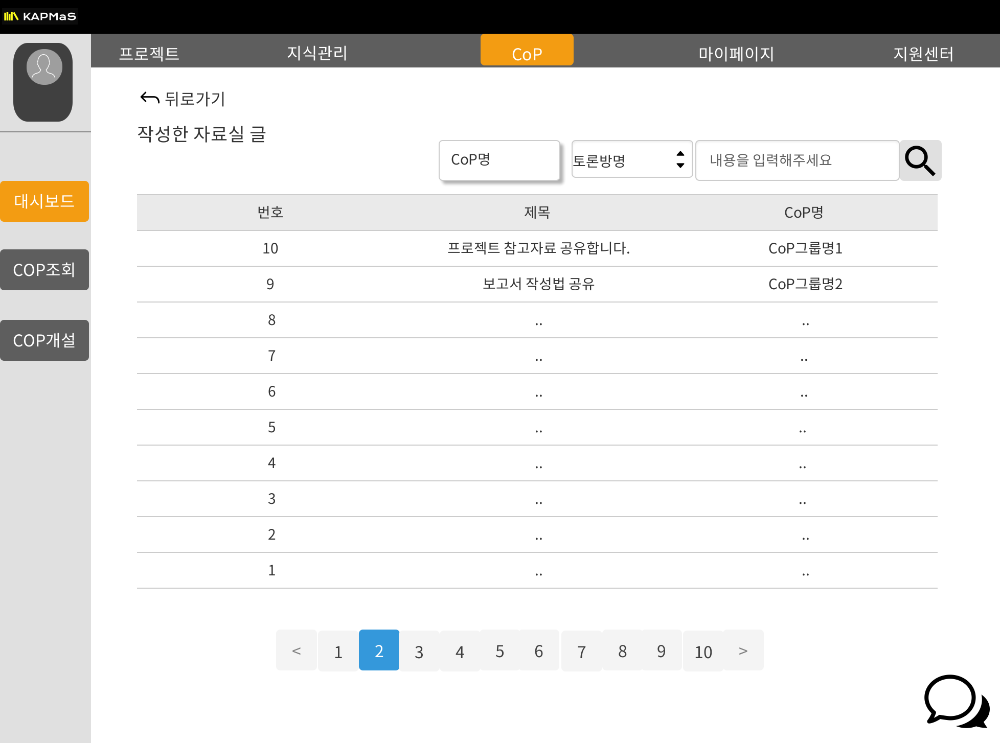 KAPMaS
프로젝트 지식관리 CoP 마이페이지 지원센터
뒤로가기
작성한 자료실 글
CoP명 토론방명 내용을 입력해주세요
대시보드
COP조회
COP개설
번호 제목 CoP명
10 프로젝트 참고자료 공유합니다. CoP그룹명1
9 보고서 작성법 공유 CoP그룹명2
8 .. ..
7 .. ..
6 .. ..
5 .. ..
4 .. ..
3 .. ..
2 .. ..
1 .. ..
< 1 2 3 4 5 6 7 8 9 10 >